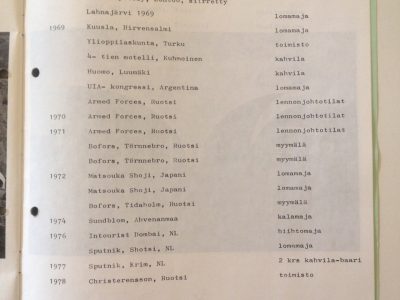 Lahnajärvi 1969 lomamaja
1969 Kuusla, Hirvensalmi lomamaja
Ylioppilaskunta, Turku toimisto
4- tien motelli, Kuhmoinen kahvila
Huomo, Luumäki kahvila
UIA- kongressi, Argentina lomamaja
Armed Forces, Ruotsi lennonjohtotilat
1970 Armed Forces, Ruotsi lennonjohtotilat
1971 Armed Forces, Ruotsi lennonjohtotilat
Bofors, Törnnebro, Ruotsi myymälä
Bofors, Törnnebro, Ruotsi myymälä
1972 Matsouka Shoji, Japani lomamaja
Matsouka Shoji, Japani lomamaja
Bofors, Tidaholm, Ruotsi myymälä
1974 Sundblom, Ahvenanmaa kalamaja
1976 Intourist Dombai, NL hiihtomaja
Sputnik, Shotsi, NL lomamaja
1977 Sputnik, Krim, NL 2 krs kahvila-baari
1978 Christerensson, Ruotsi toimisto